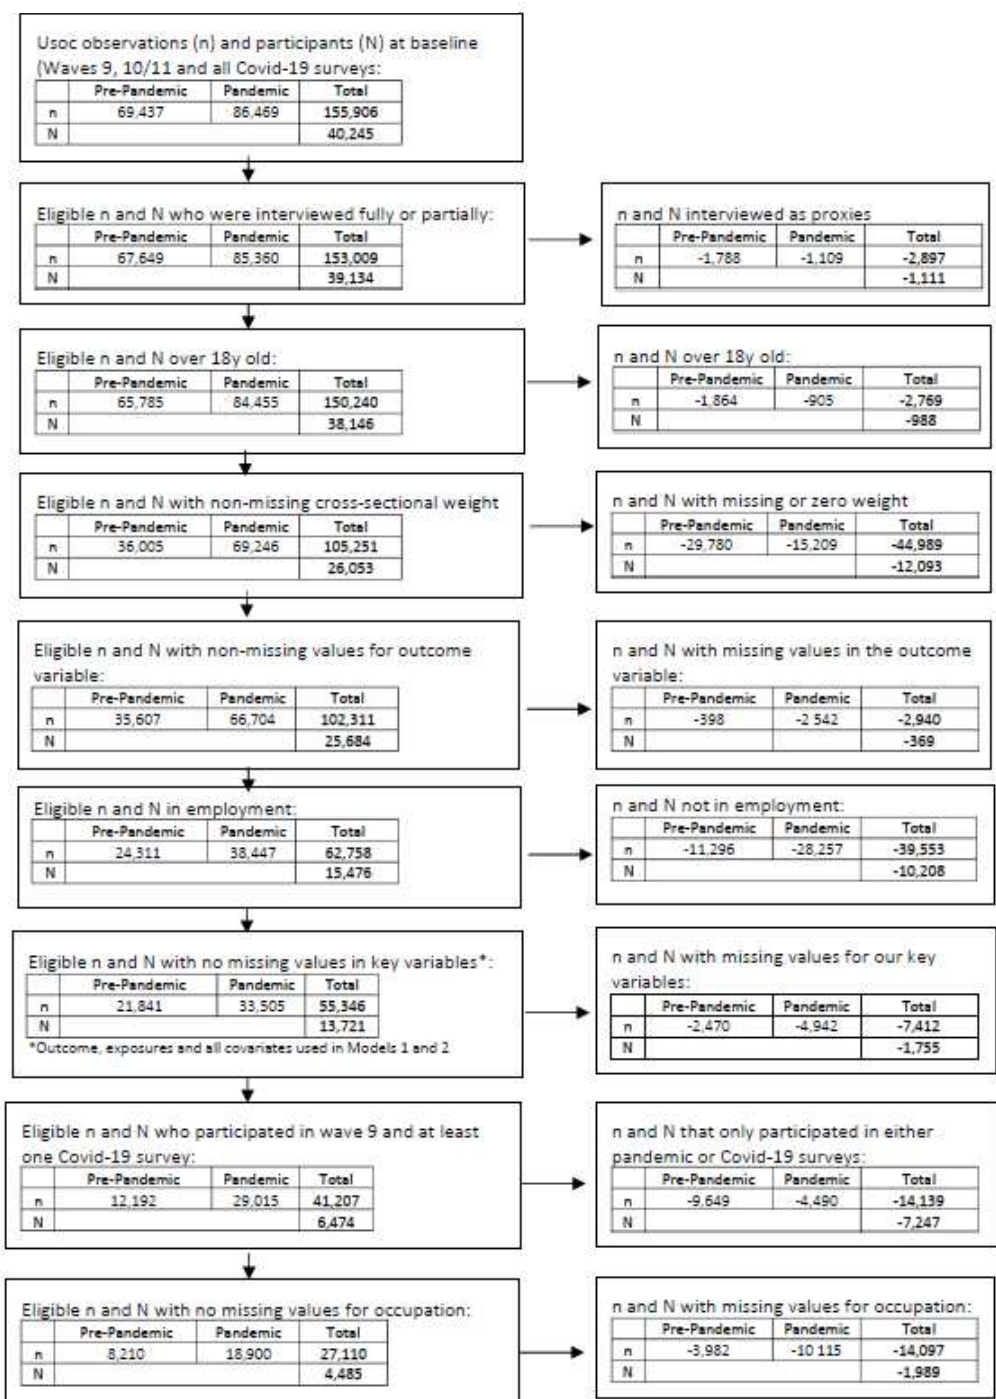 Usoc observations (n) and participants (N) at baseline
(Waves 9, 10/11 and all Covid-19 surveys:
Pre-Pandemic Pandemic Total
n 69,437 86,469 155,906
N 40,245
Eligible n and N who were interviewed fully or partially:
Pre-Pandemic Pandemic Total
n 67,649 85,360 153,009
N 39,134
n and N interviewed as proxies
Pre-Pandemic Pandemic Total
n -1,788 -1,109 -2,897
N -1,111
Eligible n and N over 18y old:
Pre-Pandemic Pandemic Total
n 65,785 84,455 150,240
N 38,146
n and N over 18y old:
Pre-Pandemic Pandemic Total
n -1,864 -905 -2,769
N -988
Eligible n and N with non-missing cross-sectional weight
Pre-Pandemic Pandemic Total
n 36,005 69,246 105,251
N 26,053
n and N with missing or zero weight
Pre-Pandemic Pandemic Total
n -29,780 -15,209 -44,989
N -12,093
Eligible n and N with non-missing values for outcome
variable:
Pre-Pandemic Pandemic Total
n 35,607 66,704 102,311
N 25,684
n and N with missing values in the outcome
variable:
Pre-Pandemic Pandemic Total
n -398 -2 542 -2,940
N -369
Eligible n and N in employment:
Pre-Pandemic Pandemic Total
n 24,311 38,447 62,758
N 15,476
n and N not in employment:
Pre-Pandemic Pandemic Total
n -11,296 -28,257 -39,553
N -10,208
Eligible n and N with no missing values in key variables*:
Pre-Pandemic Pandemic Total
n 21,841 33,505 55,346
N 13,721
*Outcome, exposures and all covariates used in Models 1 and 2
n and N with missing values for our key
variables:
Pre-Pandemic Pandemic Total
n -2,470 -4,942 -7,412
N -1,755
Eligible n and N who participated in wave 9 and at least
one Covid-19 survey:
Pre-Pandemic Pandemic Total
n 12,192 29,015 41,207
N 6,474
n and N that only participated in either
pandemic or Covid-19 surveys:
Pre-Pandemic Pandemic Total
n -9,649 -4,490 -14,139
N -7,247
Eligible n and N with no missing values for occupation:
Pre-Pandemic Pandemic Total
n 8,210 18,900 27,110
N 4,485
n and N with missing values for occupation:
Pre-Pandemic Pandemic Total
n -3,982 -10 115 -14,097
N -1,989